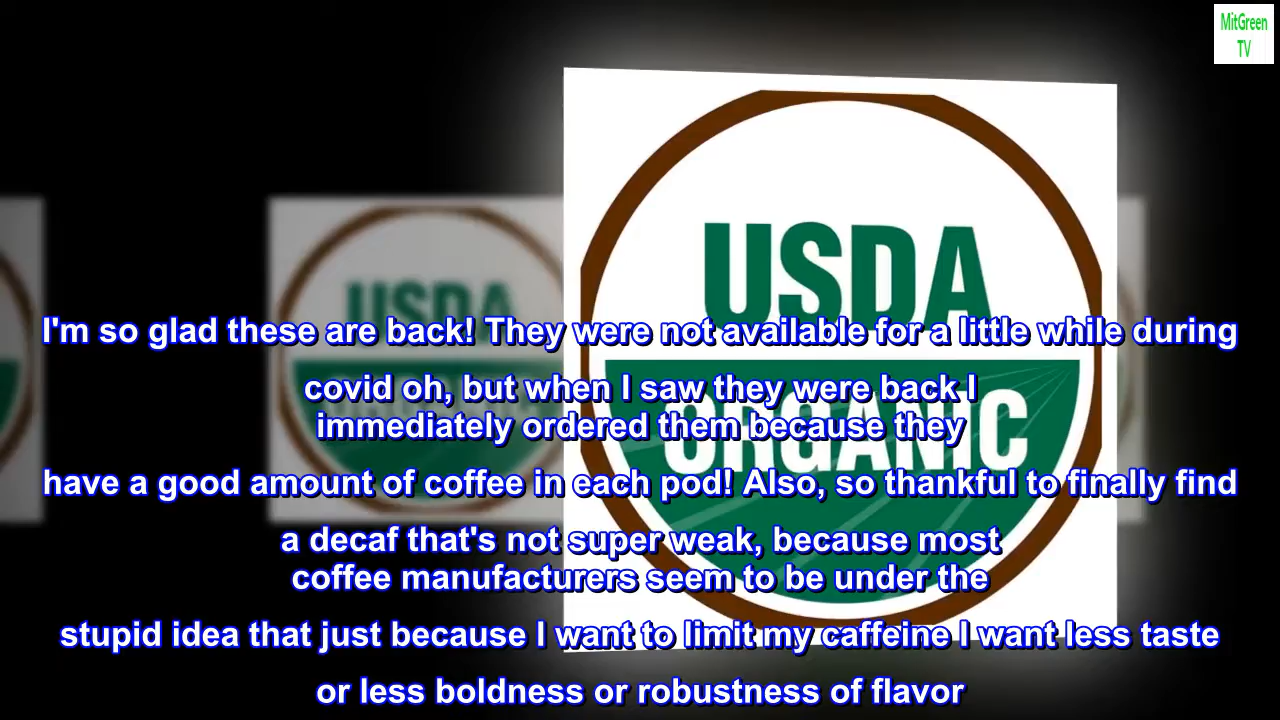 MitGreen
TV
USDA
ORGANIC
USDA
I'm so glad these are back! They were not available for a little while during
covid oh, but when I saw they were back I
immediately ordered them because they
have a good amount of coffee in each pod! Also, so thankful to finally find
a decaf that's not super weak, because most
coffee manufacturers seem to be under the
stupid idea that just because I want to limit my caffeine I want less taste
or less boldness or robustness of flavor